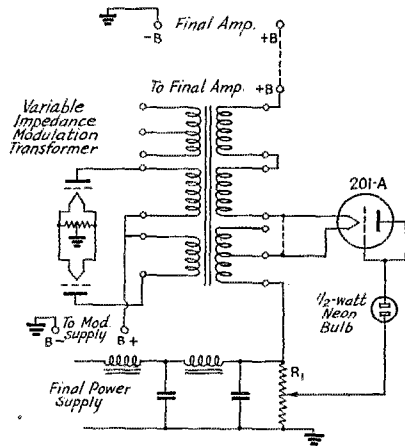 -B
Final Amp.
+B
To Final Amp.
+B
Variable
Impedance
Modulation
Transformer
201-A
1/2-watt
Neon
Bulb
To Mod.
B-
supply
B+
Final Power
Supply
R1